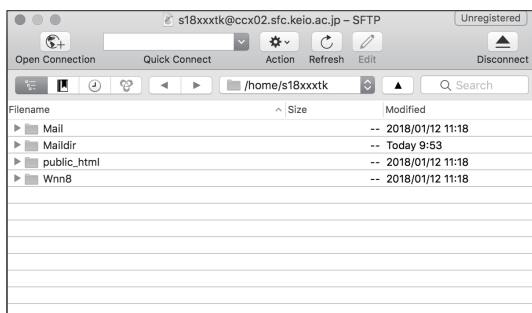 s18xxxtk@ccx02.sfc.keio.ac.jp – SFTP
Unregistered
Open Connection Quick Connect Action Refresh Edit Disconnect
/home/s18xxxtk Search
Filename Size Modified
Mail -- 2018/01/12 11:18
Maildir -- Today 9:53
public_html -- 2018/01/12 11:18
Wnn8 -- 2018/01/12 11:18